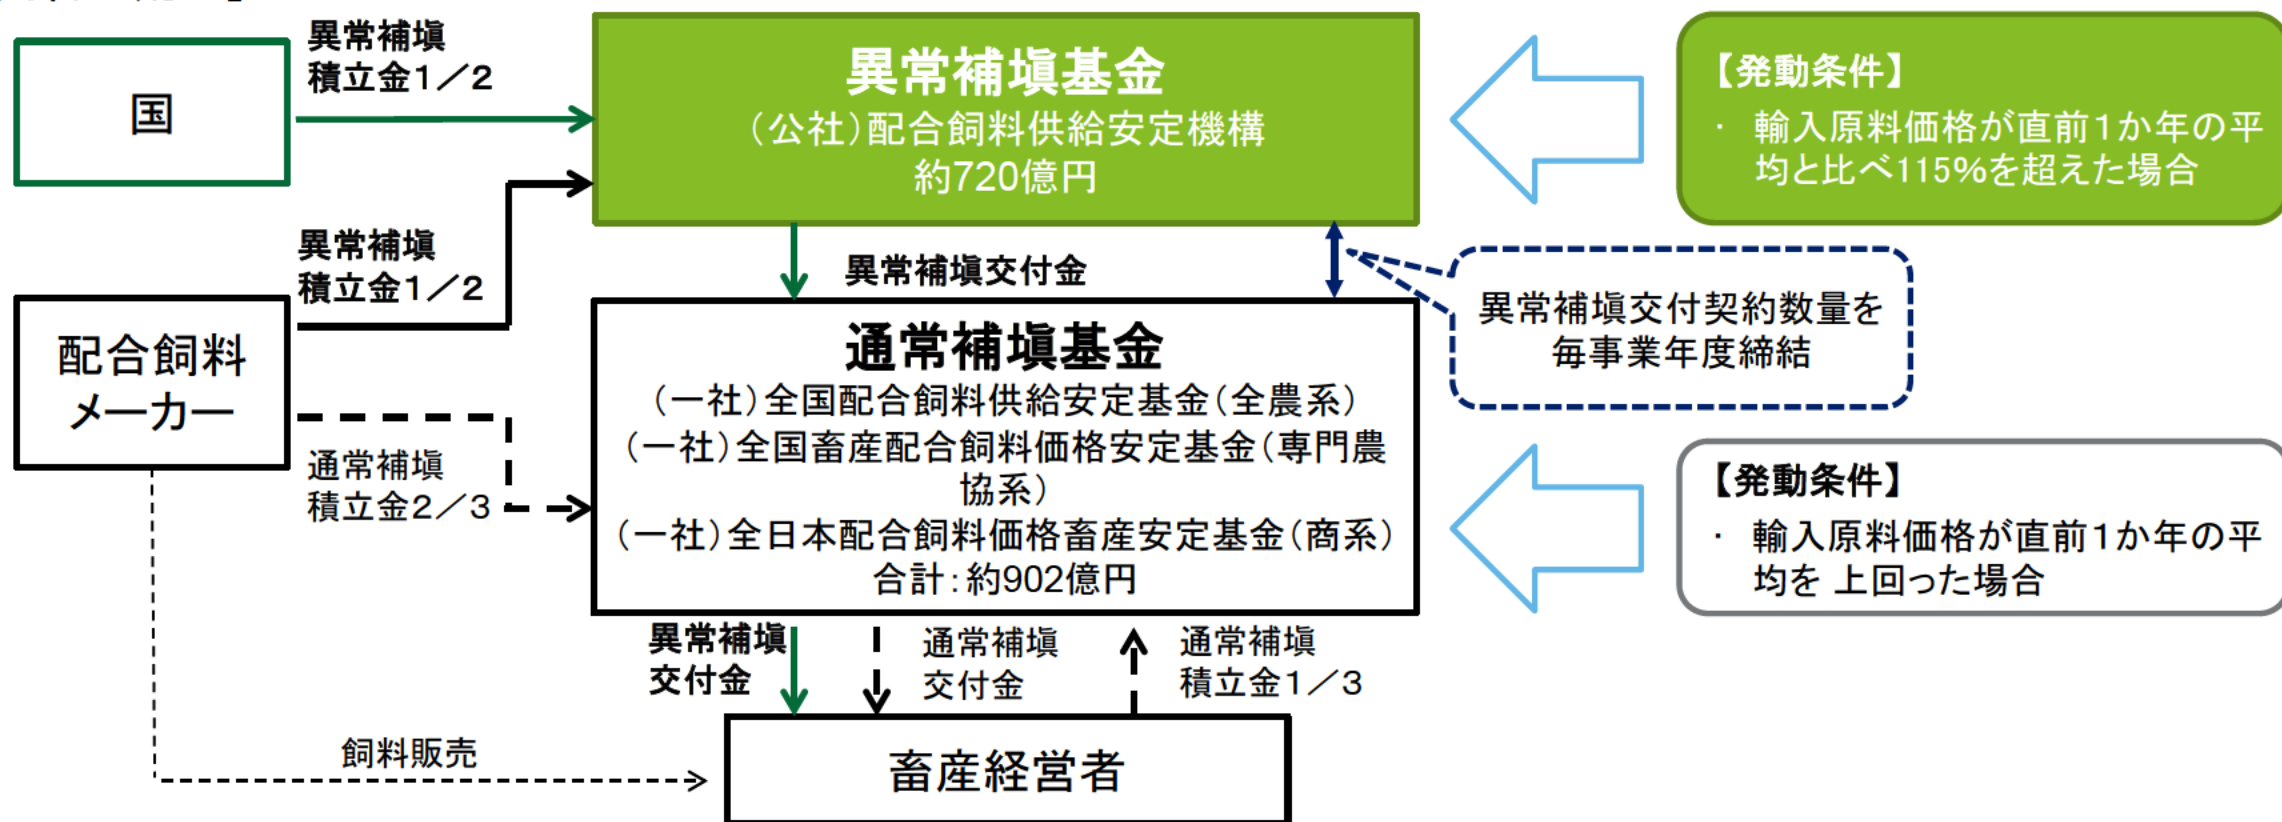 国
異常補塡
積立金1/2
異常補塡基金
(公社)配合飼料供給安定機構
約720億円
【発動条件】
・ 輸入原料価格が直前1か年の平
均と比べ115%を超えた場合
異常補塡
積立金1/2
異常補塡交付金
異常補塡交付契約数量を
毎事業年度締結
配合飼料
メーカー
通常補塡
積立金2/3
通常補塡基金
(一社)全国配合飼料供給安定基金(全農系)
(一社)全国畜産配合飼料価格安定基金(専門農
協系)
(一社)全日本配合飼料価格畜産安定基金(商系)
合計:約902億円
【発動条件】
・ 輸入原料価格が直前1か年の平
均を 上回った場合
異常補塡
交付金
通常補塡
交付金
通常補塡
積立金1/3
飼料販売
畜産経営者